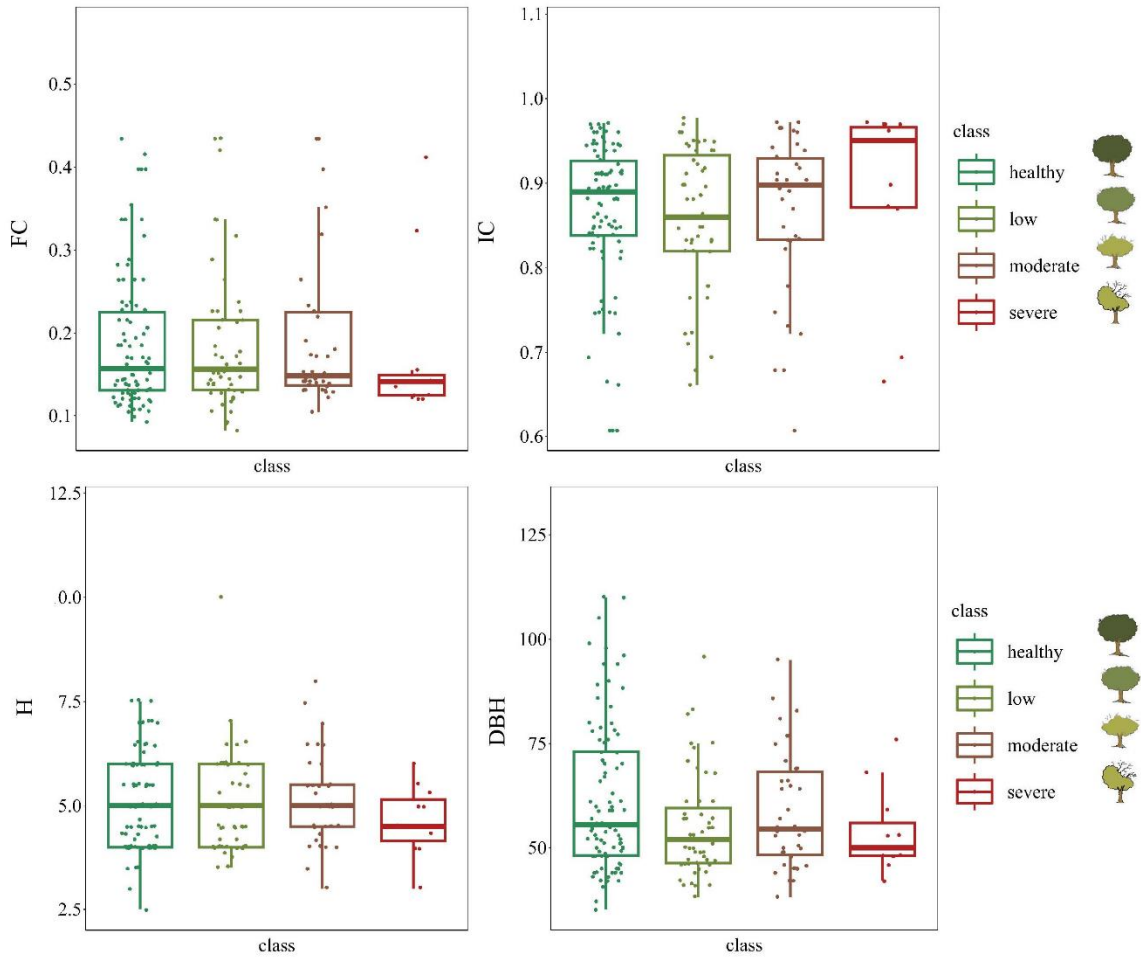 0.5
0.4
0.3
0.2
0.1
FC
class
1.1
1.0
0.9
0.8
0.7
0.6
IC
class
class
healthy
low
moderate
severe
12.5
0.0
7.5
5.0
2.5
H
class
125
100
75
50
DBH
class
class
healthy
low
moderate
severe